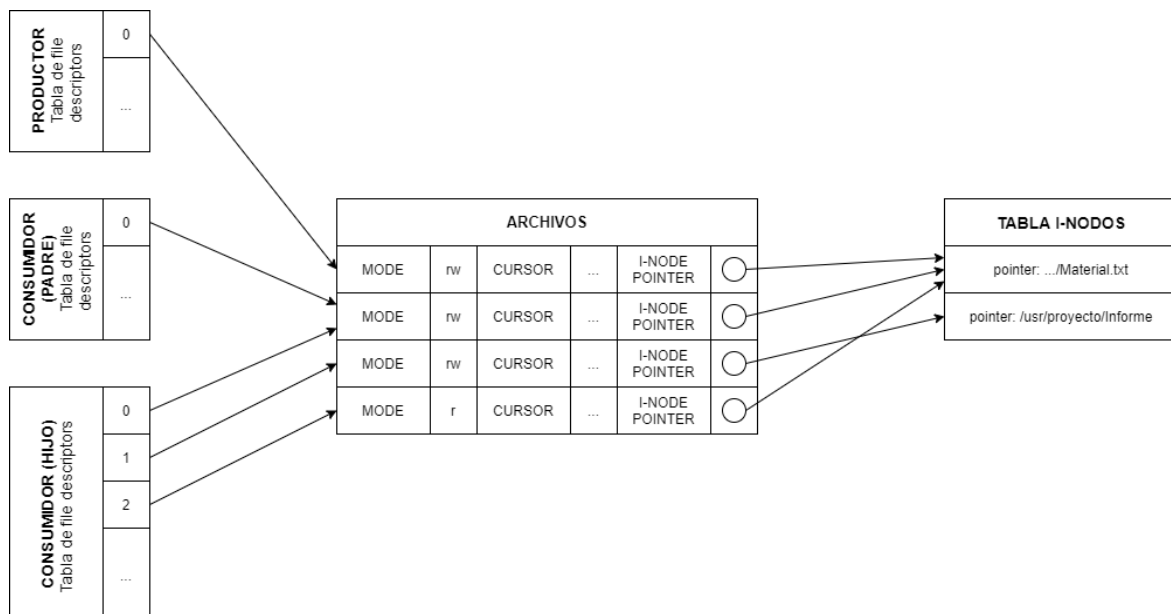 PRODUCTOR
Tabla de file
descriptors
0
...
CONSUMIDOR
(PADRE)
Tabla de file
descriptors
0
...
CONSUMIDOR (HIJO)
Tabla de file descriptors
0
1
2
...
ARCHIVOS
MODE rw CURSOR ... I-NODE
POINTER
MODE rw CURSOR ... I-NODE
POINTER
MODE rw CURSOR ... I-NODE
POINTER
MODE r CURSOR ... I-NODE
POINTER
TABLA I-NODOS
pointer: .../Material.txt
pointer: /usr/proyecto/Informe